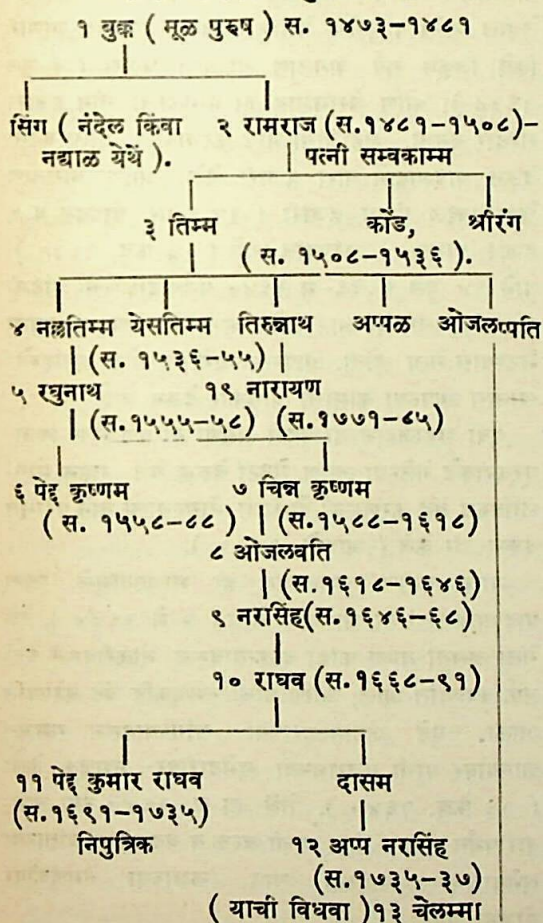 १ बुक्क ( मूळ पुरुष ) स. १४७३-१४८१
सिंग ( नंदेल किंवा २ रामराज (स.१४८१-१५०८)-
नद्याळ येथें ). पत्नी सम्वकाम्म
३ तिम्म कोंड, श्रीरंग
( स. १५०८-१५३६ ).
४ नल्लतिम्म येसतिम्म तिरुन्नाथ अप्पळ ओजलप्पति
(स. १५३६-५५)
५ रघुनाथ १९ नारायण
(स.१५५५-५८) (स.१७७१-८५)
६ पेद्द कृष्णम ७ चिन्न कृष्णम
( स. १५५८-८८ ) (स.१५८८-१६१८)
८ ओंजलवति
(स.१६१८-१६४६)
९ नरसिंह(स.१६४६-६८)
१० राघव (स.१६६८-९१)
११ पेद्द कुमार राघव दासम
(स.१६९१-१७३५)
निपुत्रिक १२ अप्प नरसिंह
(स.१७३५-३७)
( याची विधवा )१३ चेलम्मा